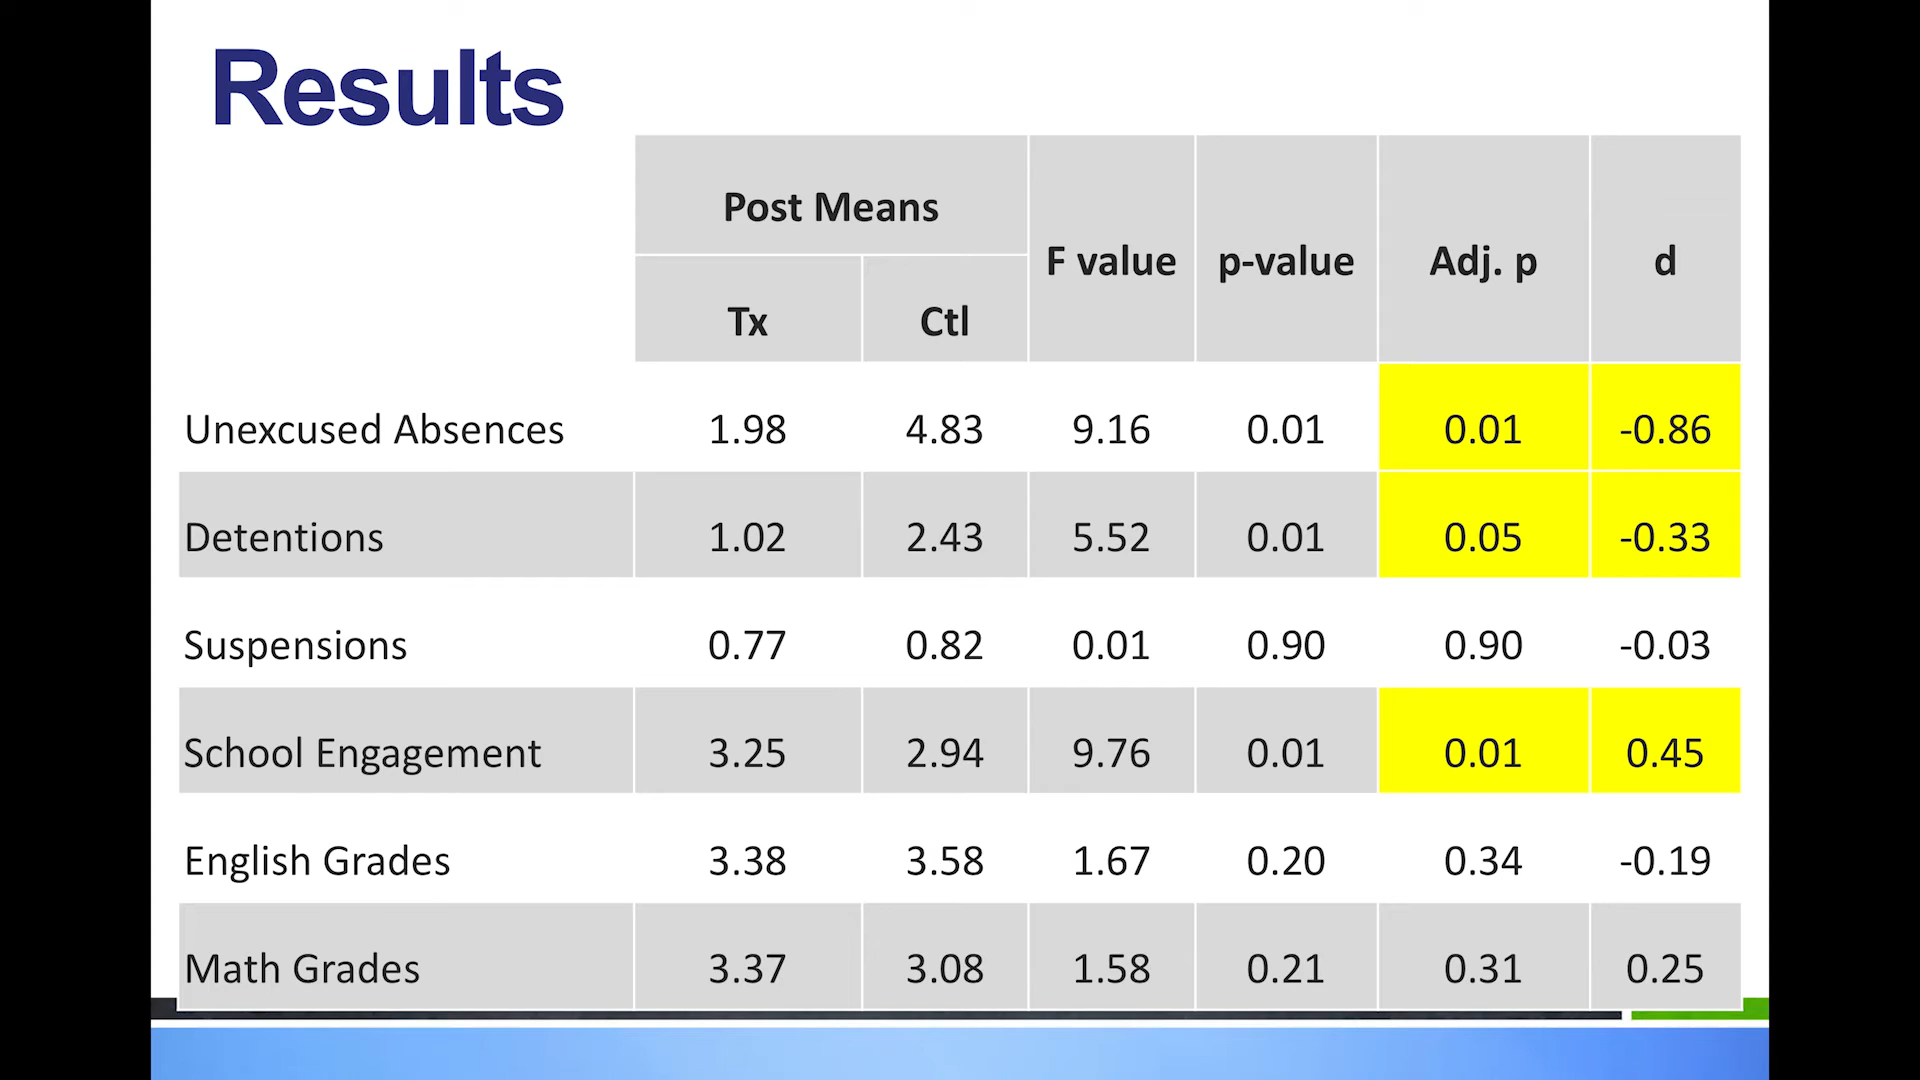 Results
Post Means
F value p-value Adj. p d
Tx Ctl
Unexcused Absences 1.98 4.83 9.16 0.01 0.01 -0.86
Detentions 1.02 2.43 5.52 0.01 0.05 -0.33
Suspensions 0.77 0.82 0.01 0.90 0.90 -0.03
School Engagement 3.25 2.94 9.76 0.01 0.01 0.45
English Grades 3.38 3.58 1.67 0.20 0.34 -0.19
Math Grades 3.37 3.08 1.58 0.21 0.31 0.25